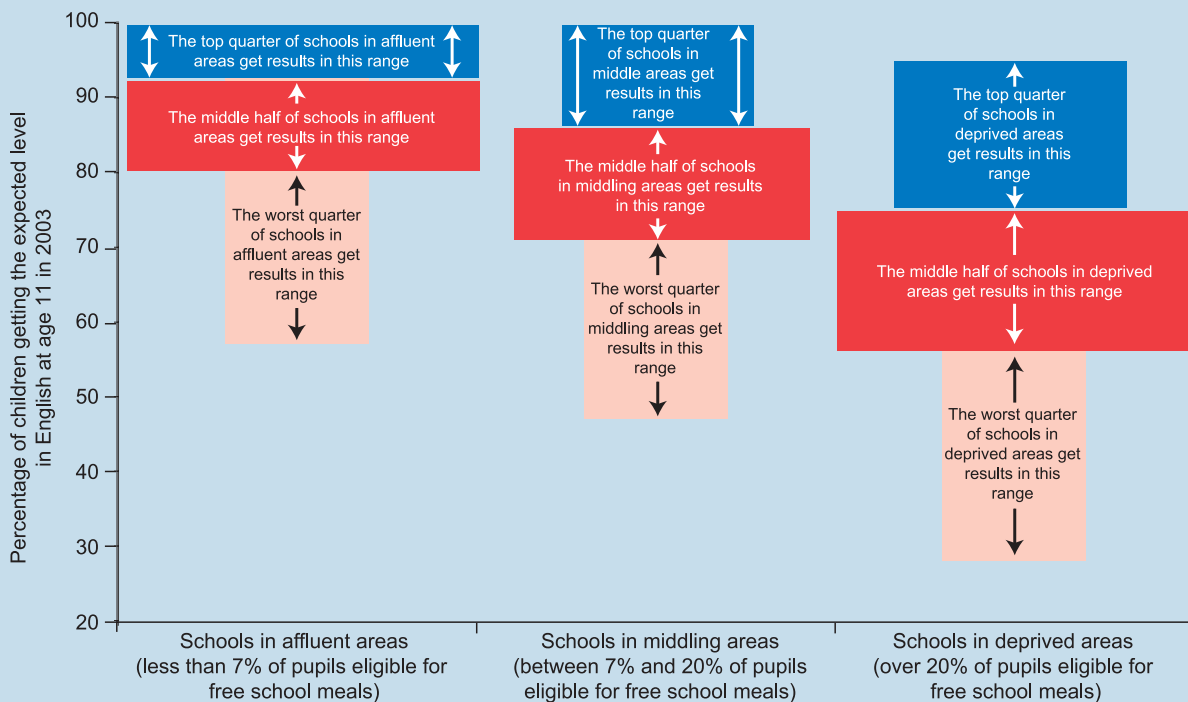 Percentage of children getting the expected level
in English at age 11 in 2003
100
90
80
70
60
50
40
30
20
The top quarter of schools in affluent
areas get results in this range
The middle half of schools in affluent
areas get results in this range
The worst quarter
of schools in
affluent areas get
results in this
range
The top quarter
of schools in
middle areas get
results in this
range
The middle half of schools
in middling areas get results
in this range
The worst quarter
of schools in
middling areas get
results in this
range
The top quarter
of schools in
deprived areas
get results in this
range
The middle half of schools in deprived
areas get results in this range
The worst quarter
of schools in
deprived areas get
results in this
range
Schools in affluent areas
(less than 7% of pupils eligible for
free school meals)
Schools in middling areas
(between 7% and 20% of pupils
eligible for free school meals)
Schools in deprived areas
(over 20% of pupils eligible for
free school meals)